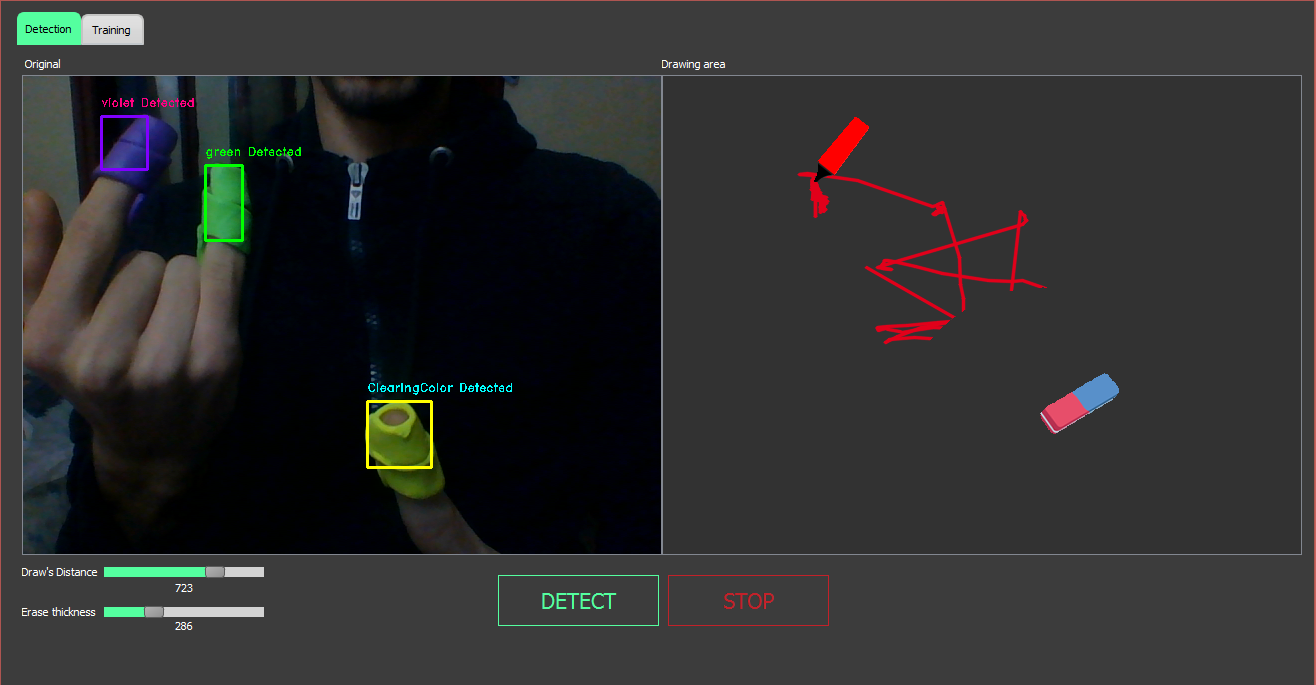 Detection
Training
Original
Drawing area
violet Detected
green Detected
ClearingColor Detected
Draw's Distance
723
Erase thickness
286
DETECT
STOP